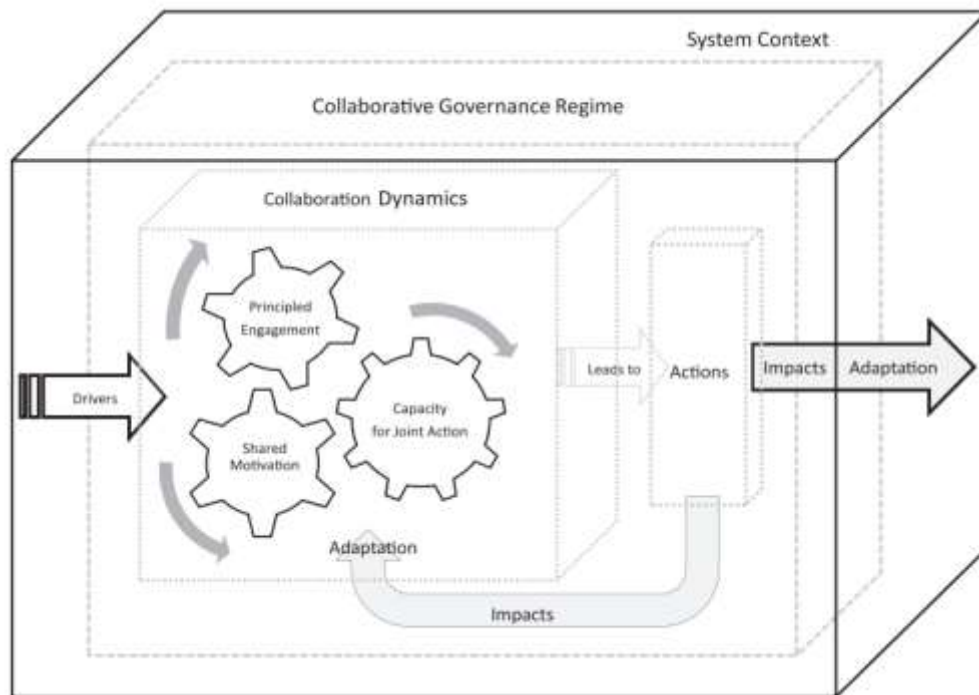 System Context
Collaborative Governance Regime
Collaboration Dynamics
Principled
Engagement
Drivers
Shared
Motivation
Capacity
for Joint Action
Leads to
Actions
Impacts
Adaptation
Adaptation
Impacts